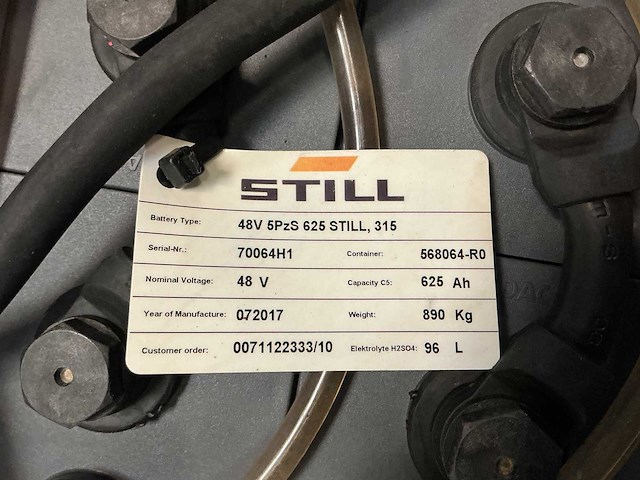 STILL
Battery Type: 48V 5PzS 625 STILL, 315
Serial-Nr.: 70064H1 Container: 568064-R0
Nominal Voltage: 48 V Capacity C5: 625 Ah
Year of Manufacture: 072017 Weight: 890 Kg
Customer order: 0071122333/10 Elektrolyte H2SO4: 96 L